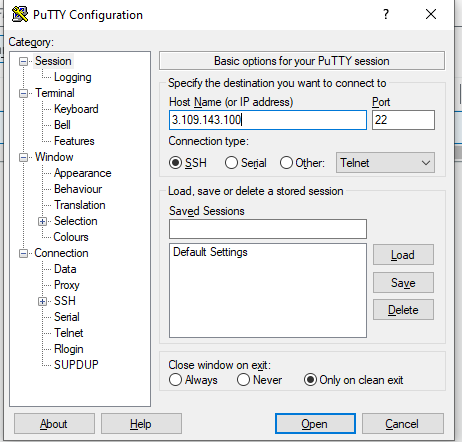 PuTTY Configuration
Category:
Session
Logging
Terminal
Keyboard
Bell
Features
Window
Appearance
Behaviour
Translation
Selection
Colours
Connection
Data
Proxy
SSH
Serial
Telnet
Rlogin
SUPDUP
Basic options for your PuTTY session
Specify the destination you want to connect to
Host Name (or IP address) Port
3.109.143.100 22
Connection type:
SSH Serial Other: Telnet
Load, save or delete a stored session
Saved Sessions
Default Settings
Load
Save
Delete
Close window on exit:
Always Never Only on clean exit
About Help Open Cancel